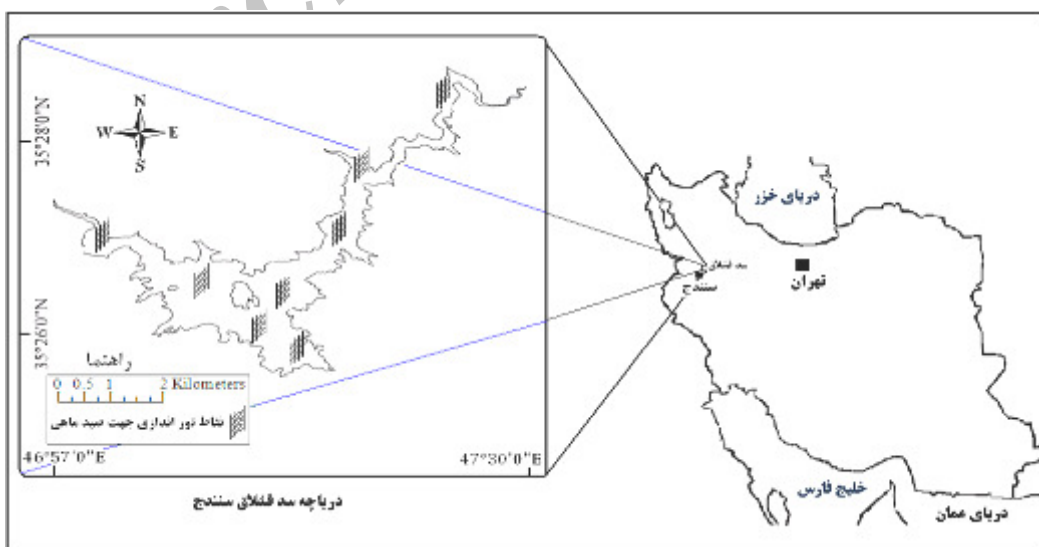 N
W E
S
35°28'0"N
35°26'0"N
راهنما
0 0.5 1 2 Kilometers
نقاط تور اندازی جهت صید ماهی
46°57'0"E
47°30'0"E
دریاچه سد قشلاق سنندج
دریای خزر
سد قشلاق
سنندج
تهران
خلیج فارس
دریای عمان